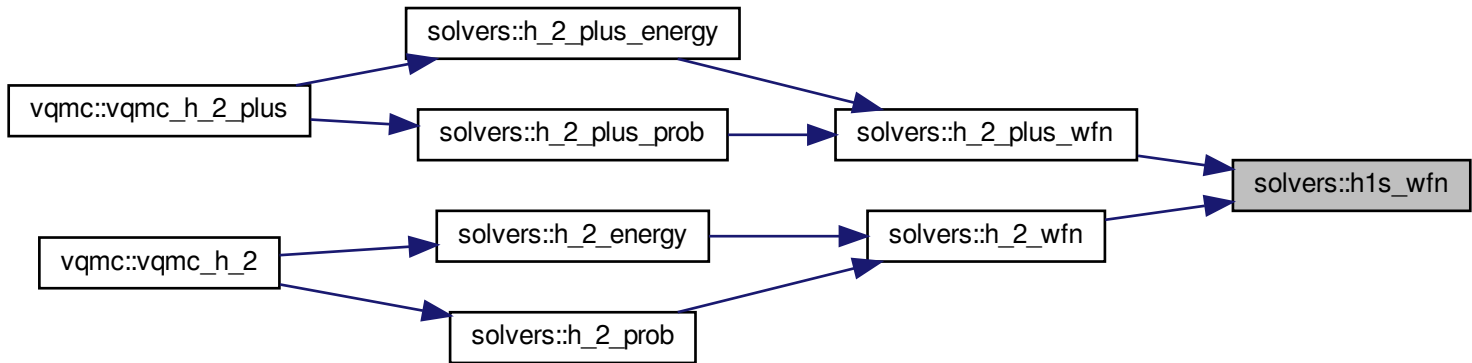 solvers::h_2_plus_energy
vqmc::vqmc_h_2_plus
solvers::h_2_plus_prob
solvers::h_2_plus_wfn
solvers::h1s_wfn
solvers::h_2_energy
solvers::h_2_wfn
vqmc::vqmc_h_2
solvers::h_2_prob